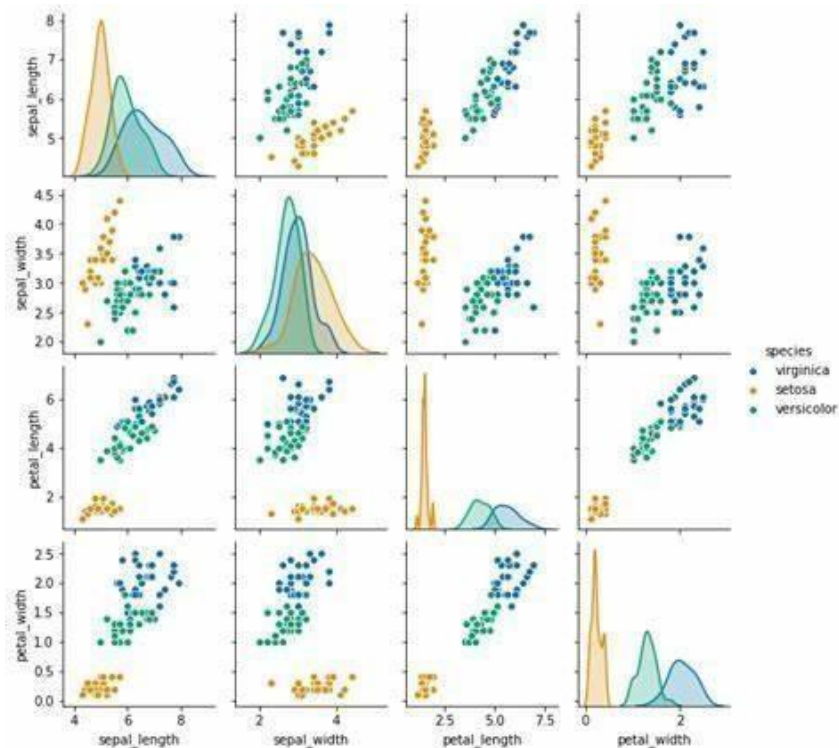 8
7
6
5
sepal_length
4.5
4.0
3.5
3.0
2.5
2.0
sepal_width
species
virginica
setosa
versicolor
6
4
2
petal_length
2.5
2.0
1.5
1.0
0.5
0.0
petal_width
4 6 8 2 4 2.5 5.0 7.5 0 2
sepal_length sepal_width petal_length petal_width